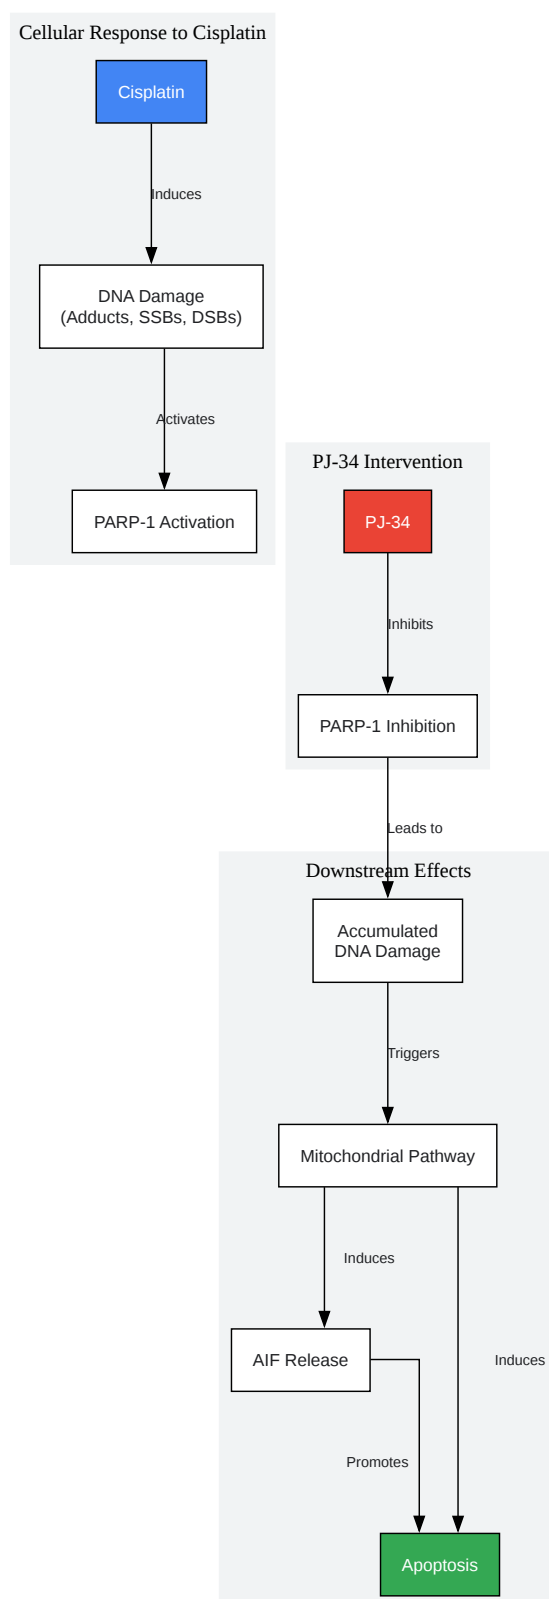 Cellular Response to Cisplatin
Cisplatin
Induces
DNA Damage
(Adducts, SSBs, DSBs)
Activates
PARP-1 Activation
PJ-34 Intervention
PJ-34
Inhibits
PARP-1 Inhibition
Leads to
Downstream Effects
Accumulated
DNA Damage
Triggers
Mitochondrial Pathway
Induces
AIF Release
Induces
Promotes
Apoptosis